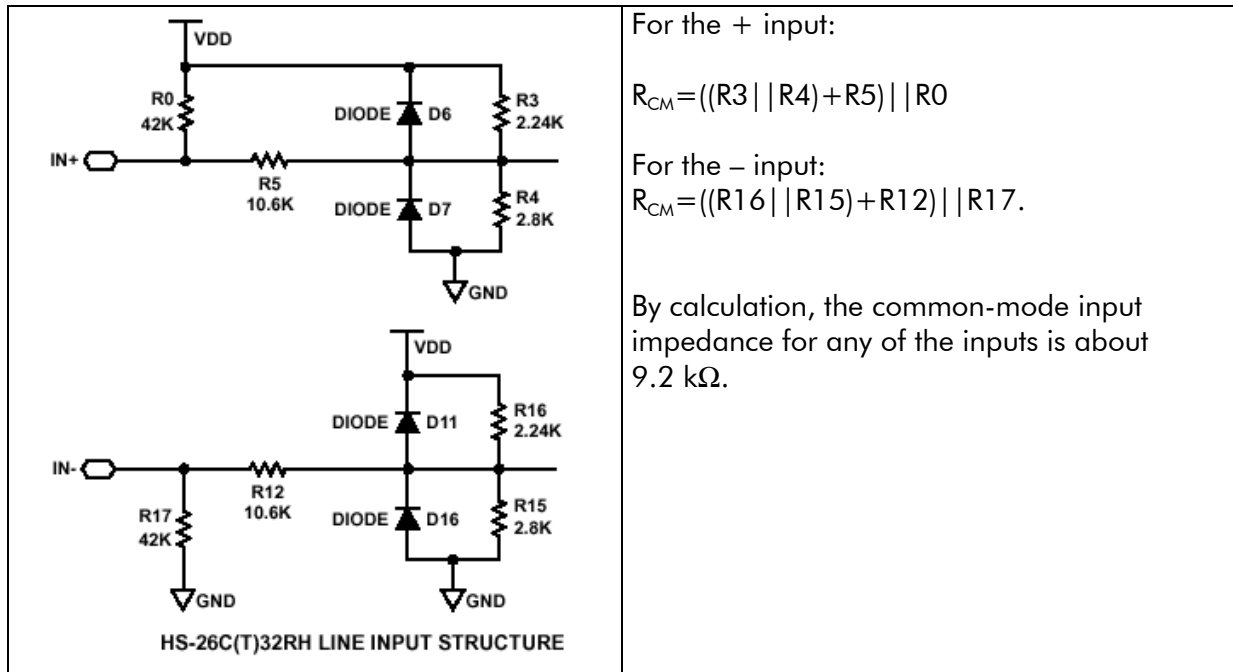 VDD
R0
42K
DIODE
D6
R3
2.24K
IN+
R5
10.6K
DIODE
D7
R4
2.8K
GND
VDD
DIODE
D11
R16
2.24K
IN-
R12
10.6K
R17
42K
DIODE
D16
R15
2.8K
GND
GND
HS-26C(T)32RH LINE INPUT STRUCTURE
For the + input:
RCM=((R3||R4)+R5)||R0
For the – input:
RCM=((R16||R15)+R12)||R17.
By calculation, the common-mode input
impedance for any of the inputs is about
9.2 kΩ.